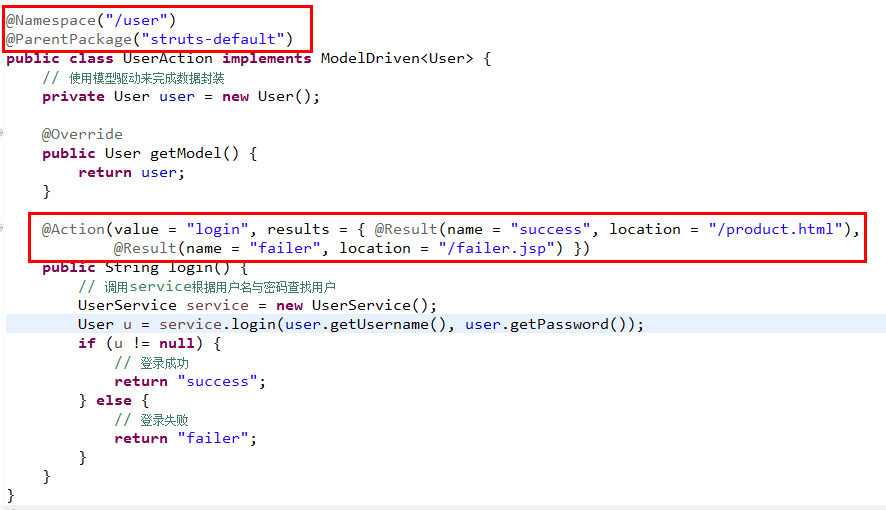 @Namespace("/user")
@ParentPackage("struts-default")
public class UserAction implements ModelDriven<User> {
    // 使用模型驱动来完成数据封装
    private User user = new User();

    @Override
    public User getModel() {
        return user;
    }

    @Action(value = "login", results = { @Result(name = "success", location = "/product.html"),
            @Result(name = "failer", location = "/failer.jsp") })
    public String login() {
        // 调用service根据用户名与密码查找用户
        UserService service = new UserService();
        User u = service.login(user.getUsername(), user.getPassword());
        if (u != null) {
            // 登录成功
            return "success";
        } else {
            // 登录失败
            return "failer";
        }
    }
}